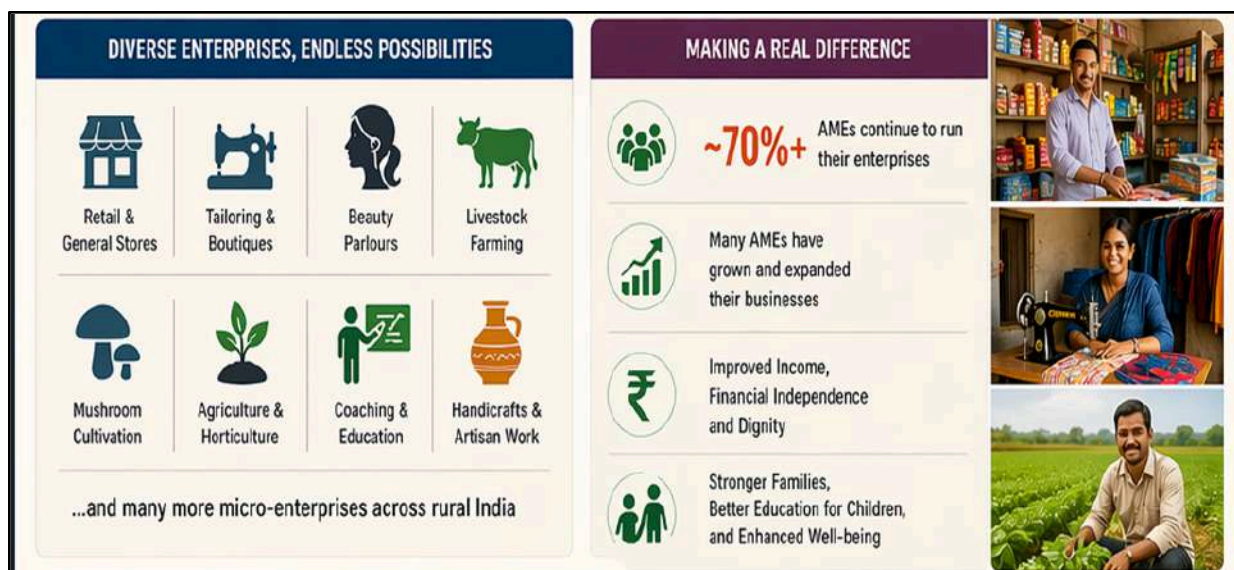 DIVERSE ENTERPRISES, ENDLESS POSSIBILITIES
Retail &
General Stores
Tailoring &
Boutiques
Beauty
Parlours
Livestock
Farming
Mushroom
Cultivation
Agriculture &
Horticulture
Coaching &
Education
Handicrafts &
Artisan Work
...and many more micro-enterprises across rural India
MAKING A REAL DIFFERENCE
~70%+
AMEs continue to run
their enterprises
Many AMEs have
grown and expanded
their businesses
₹
Improved Income,
Financial Independence
and Dignity
Stronger Families,
Better Education for Children,
and Enhanced Well-being